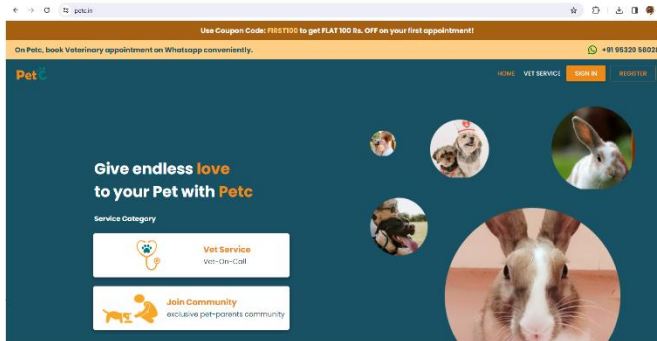 petc.in
Use Coupon Code: FIRST100 to get FLAT 100 Rs. OFF on your first appointment!
On Petc, book Veterinary appointment on Whatsapp conveniently.
+91 95320 56020
PetC
HOME VET SERVICE SIGN IN REGISTER
Give endless love
to your Pet with Petc
Service Category
Vet Service
Vet-On-Call
Join Community
exclusive pet-parents community